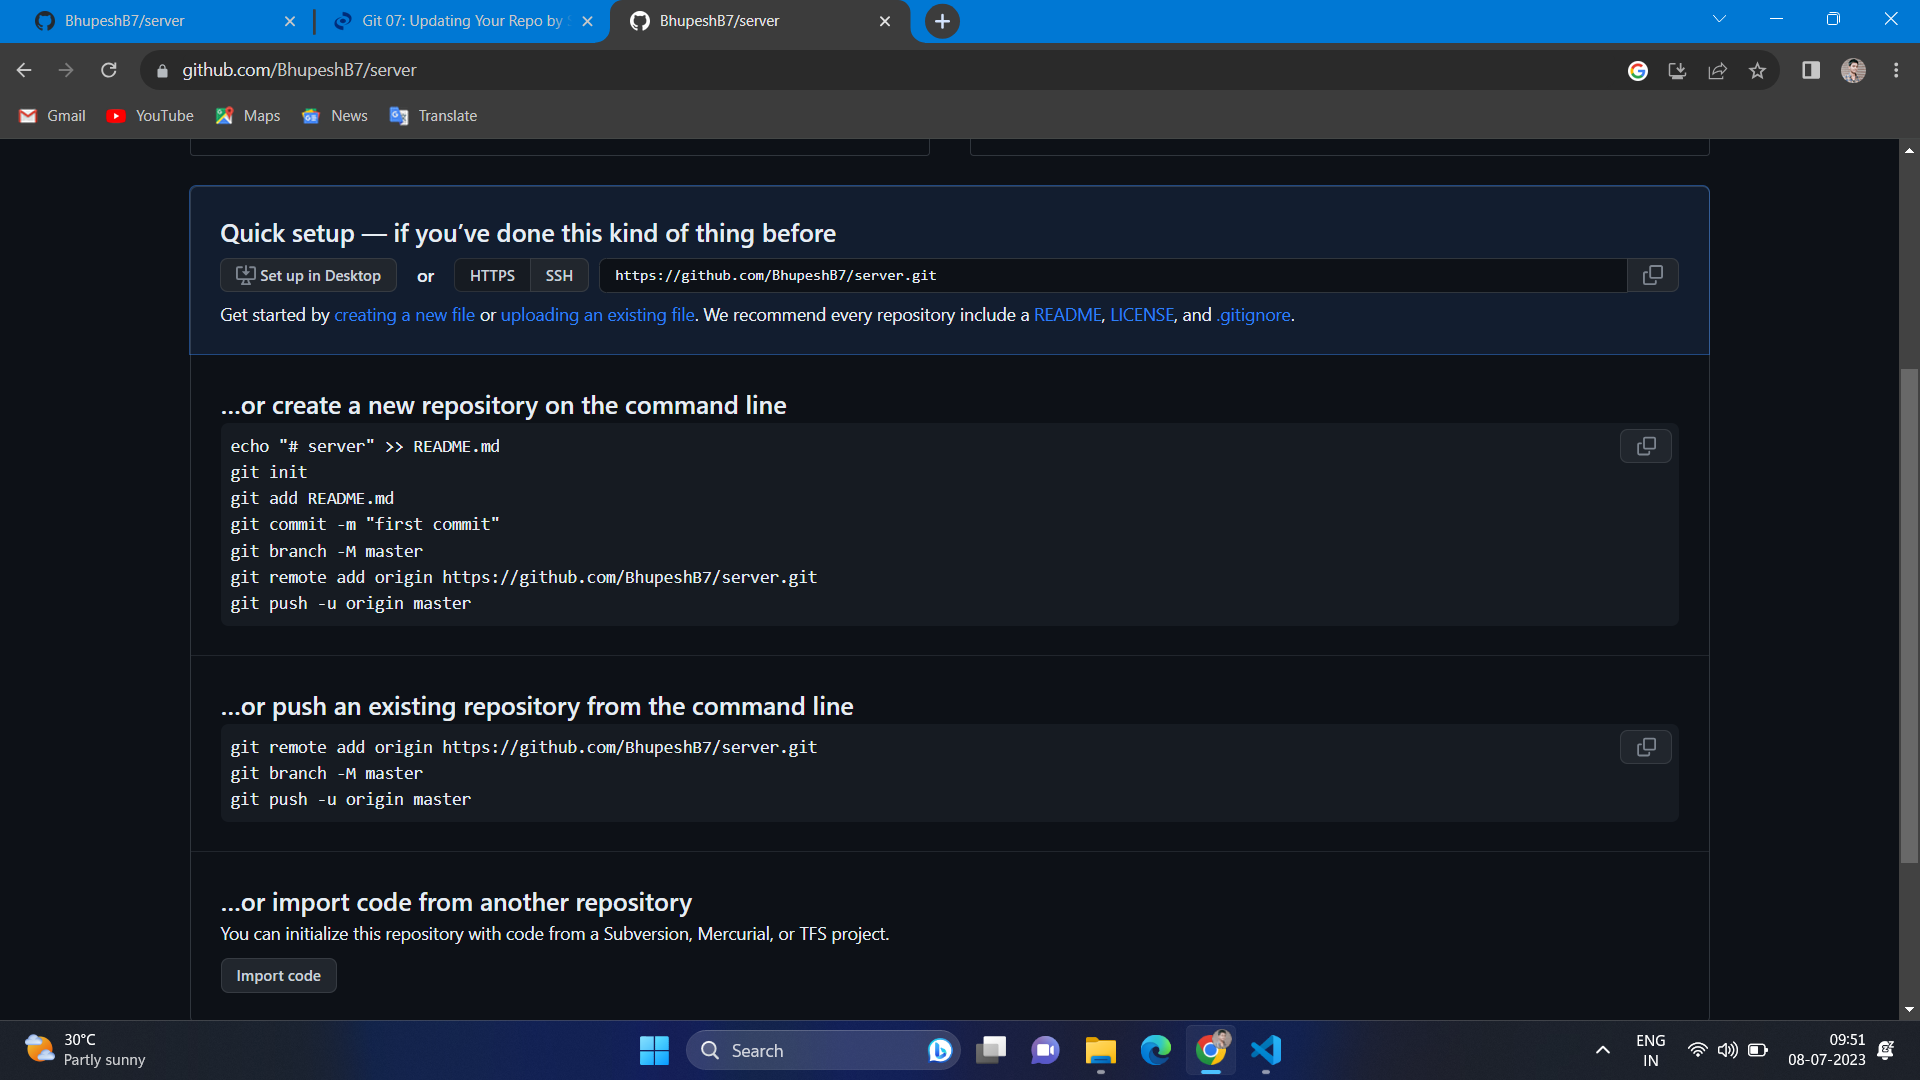 BhupeshB7/server
Git 07: Updating Your Repo by
BhupeshB7/server
github.com/BhupeshB7/server
Gmail
YouTube
Maps
News
Translate
Quick setup — if you’ve done this kind of thing before
Set up in Desktop
or
HTTPS
SSH
https://github.com/BhupeshB7/server.git
Get started by creating a new file or uploading an existing file. We recommend every repository include a README, LICENSE, and .gitignore.
…or create a new repository on the command line
echo "# server" >> README.md
git init
git add README.md
git commit -m "first commit"
git branch -M master
git remote add origin https://github.com/BhupeshB7/server.git
git push -u origin master
…or push an existing repository from the command line
git remote add origin https://github.com/BhupeshB7/server.git
git branch -M master
git push -u origin master
…or import code from another repository
You can initialize this repository with code from a Subversion, Mercurial, or TFS project.
Import code
30°C
Partly sunny
Search
ENG
IN
09:51
08-07-2023